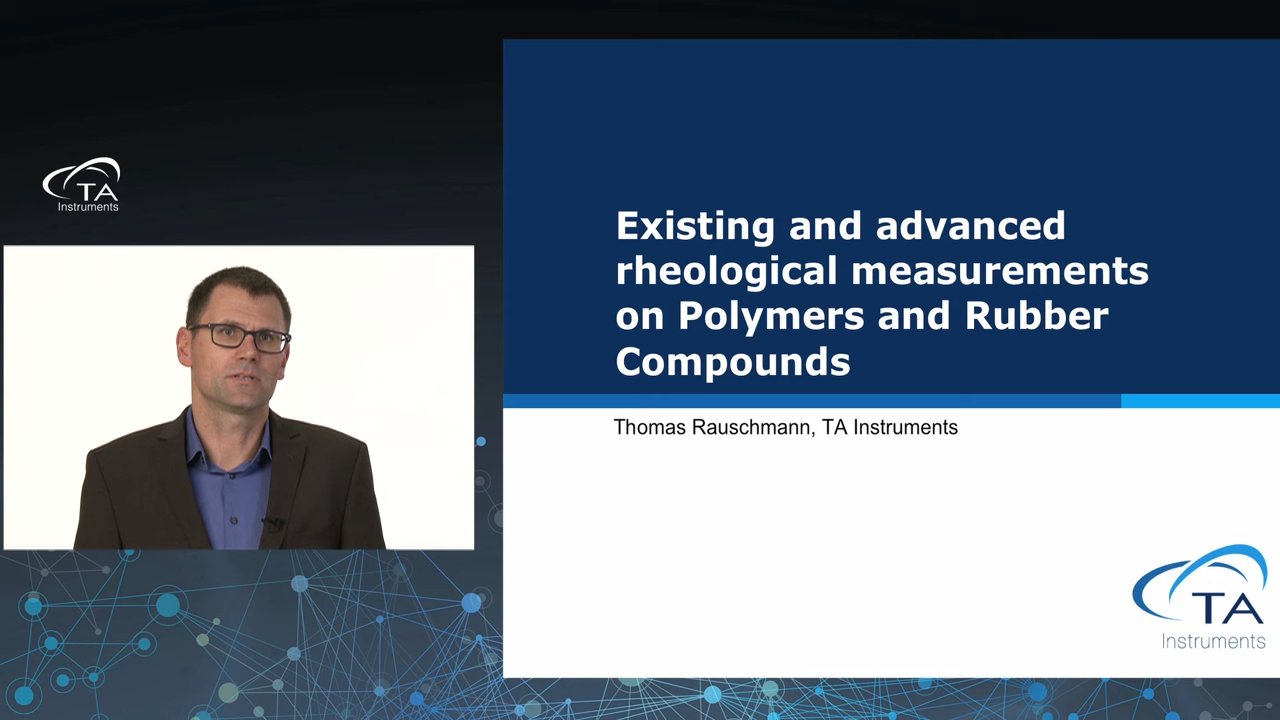 TA
Instruments
Existing and advanced
rheological measurements
on Polymers and Rubber
Compounds
Thomas Rauschmann, TA Instruments
TA
Instruments